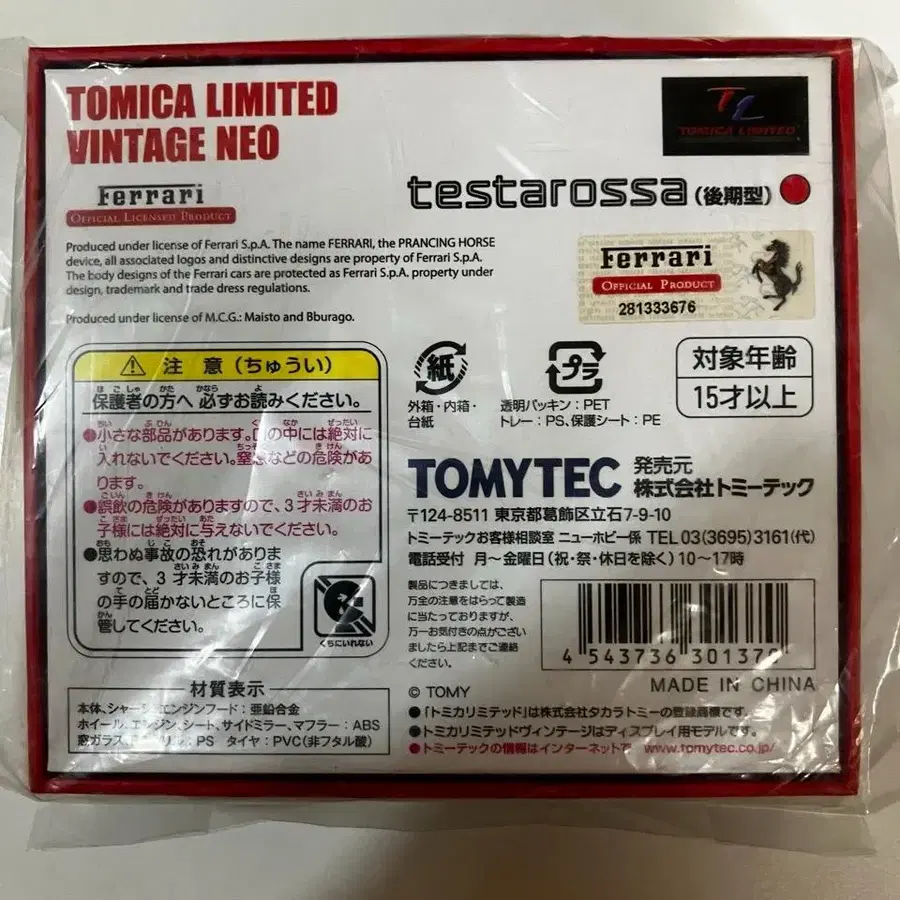 TOMICA LIMITED
VINTAGE NEO
TL
TOMICA LIMITED
Ferrari
OFFICIAL LICENSED PRODUCT
testarossa(後期型)
Produced under license of Ferrari S.p.A. The name FERRARI, the PRANCING HORSE
device, all associated logos and distinctive designs are property of Ferrari S.p.A.
The body designs of the Ferrari cars are protected as Ferrari S.p.A. property under
design, trademark and trade dress regulations.
Produced under license of M.C.G.: Maisto and Bburago.
Ferrari
OFFICIAL PRODUCT
281333676
注 意(ちゅうい)
保護者の方へ 必ずお読みください。
●小さな部品があります。口の中には絶対に
入れないでください。窒息などの危険があ
ります。
●誤飲の危険がありますので、3才未満のお
子様には絶対に与えないでください。
●思わぬ事故の恐れがありま
すので、3才未満のお子様
の手の届かないところに保
管してください。
くちにいれない
紙
外箱・内箱・
台紙
プラ
透明パッキン:PET
トレー:PS、保護シート:PE
対象年齢
15才以上
TOMYTEC 発売元
株式会社トミーテック
〒124-8511 東京都葛飾区立石7-9-10
トミーテックお客様相談室 ニューホビー係 TEL 03(3695)3161(代)
電話受付 月~金曜日(祝・祭・休日を除く)10~17時
製品につきましては、
万全の注意をはらって製造
に当たっておりますが、
万一お気付きの点がござい
ましたら上記までご連絡
ください。
4 543736 30137
MADE IN CHINA
材質表示
本体、シャーシ、エンジンフード:亜鉛合金
ホイール、エンジン、シート、サイドミラー、マフラー:ABS
窓ガラス、 :PS タイヤ:PVC(非フタル酸)
© TOMY
●「トミカリミテッド」は株式会社タカラトミーの登録商標です。
●トミカリミテッドヴィンテージはディスプレイ用モデルです。
●トミーテックの情報はインターネットで www.tomytec.co.jp/